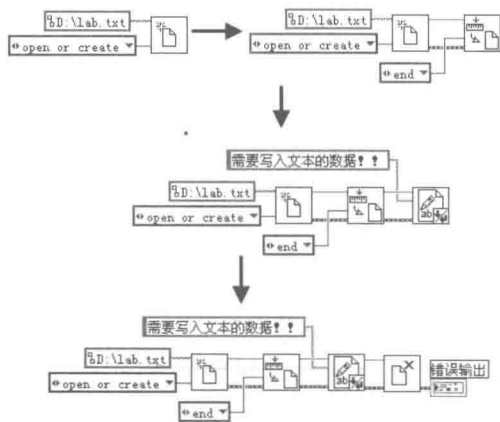 D:\lab.txt
open or create
D:\lab.txt
open or create
end
需要写入文本的数据！！
D:\lab.txt
open or create
end
ab
需要写入文本的数据！！
D:\lab.txt
open or create
end
ab
错误输出